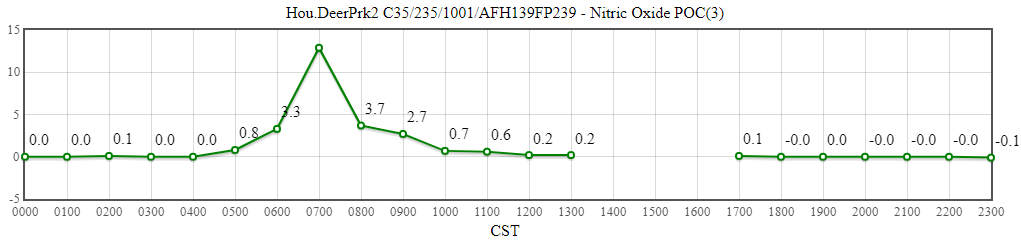 Hou.DeerPrk2 C35/235/1001/AFH139FP239 - Nitric Oxide POC(3)
15
10
5
0
-5
0.0 0.0 0.1 0.0 0.0 0.8 3.3 3.7 2.7 0.7 0.6 0.2 0.2 0.1 -0.0 0.0 -0.0 -0.0 -0.0 -0.1
0000 0100 0200 0300 0400 0500 0600 0700 0800 0900 1000 1100 1200 1300 1400 1500 1600 1700 1800 1900 2000 2100 2200 2300
CST